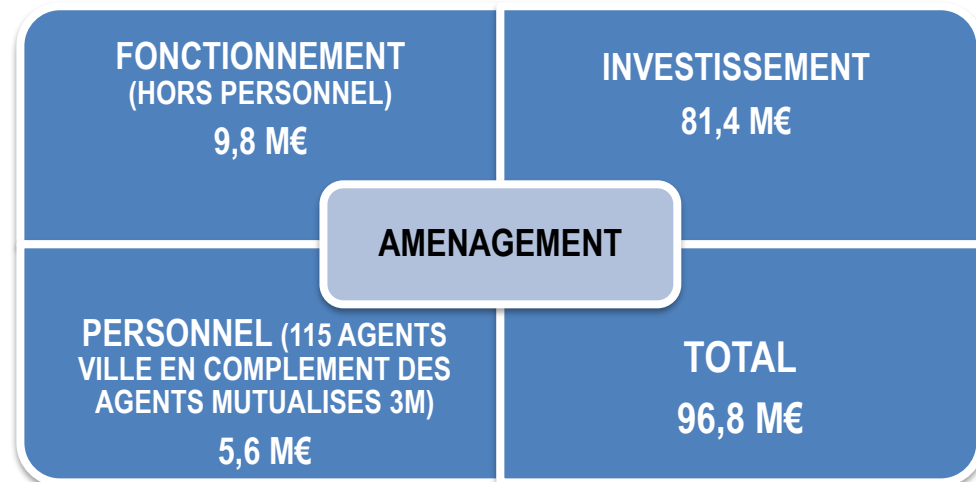 FONCTIONNEMENT
(HORS PERSONNEL)
9,8 M€
INVESTISSEMENT
81,4 M€
AMENAGEMENT
PERSONNEL (115 AGENTS
VILLE EN COMPLEMENT DES
AGENTS MUTUALISES 3M)
5,6 M€
TOTAL
96,8 M€